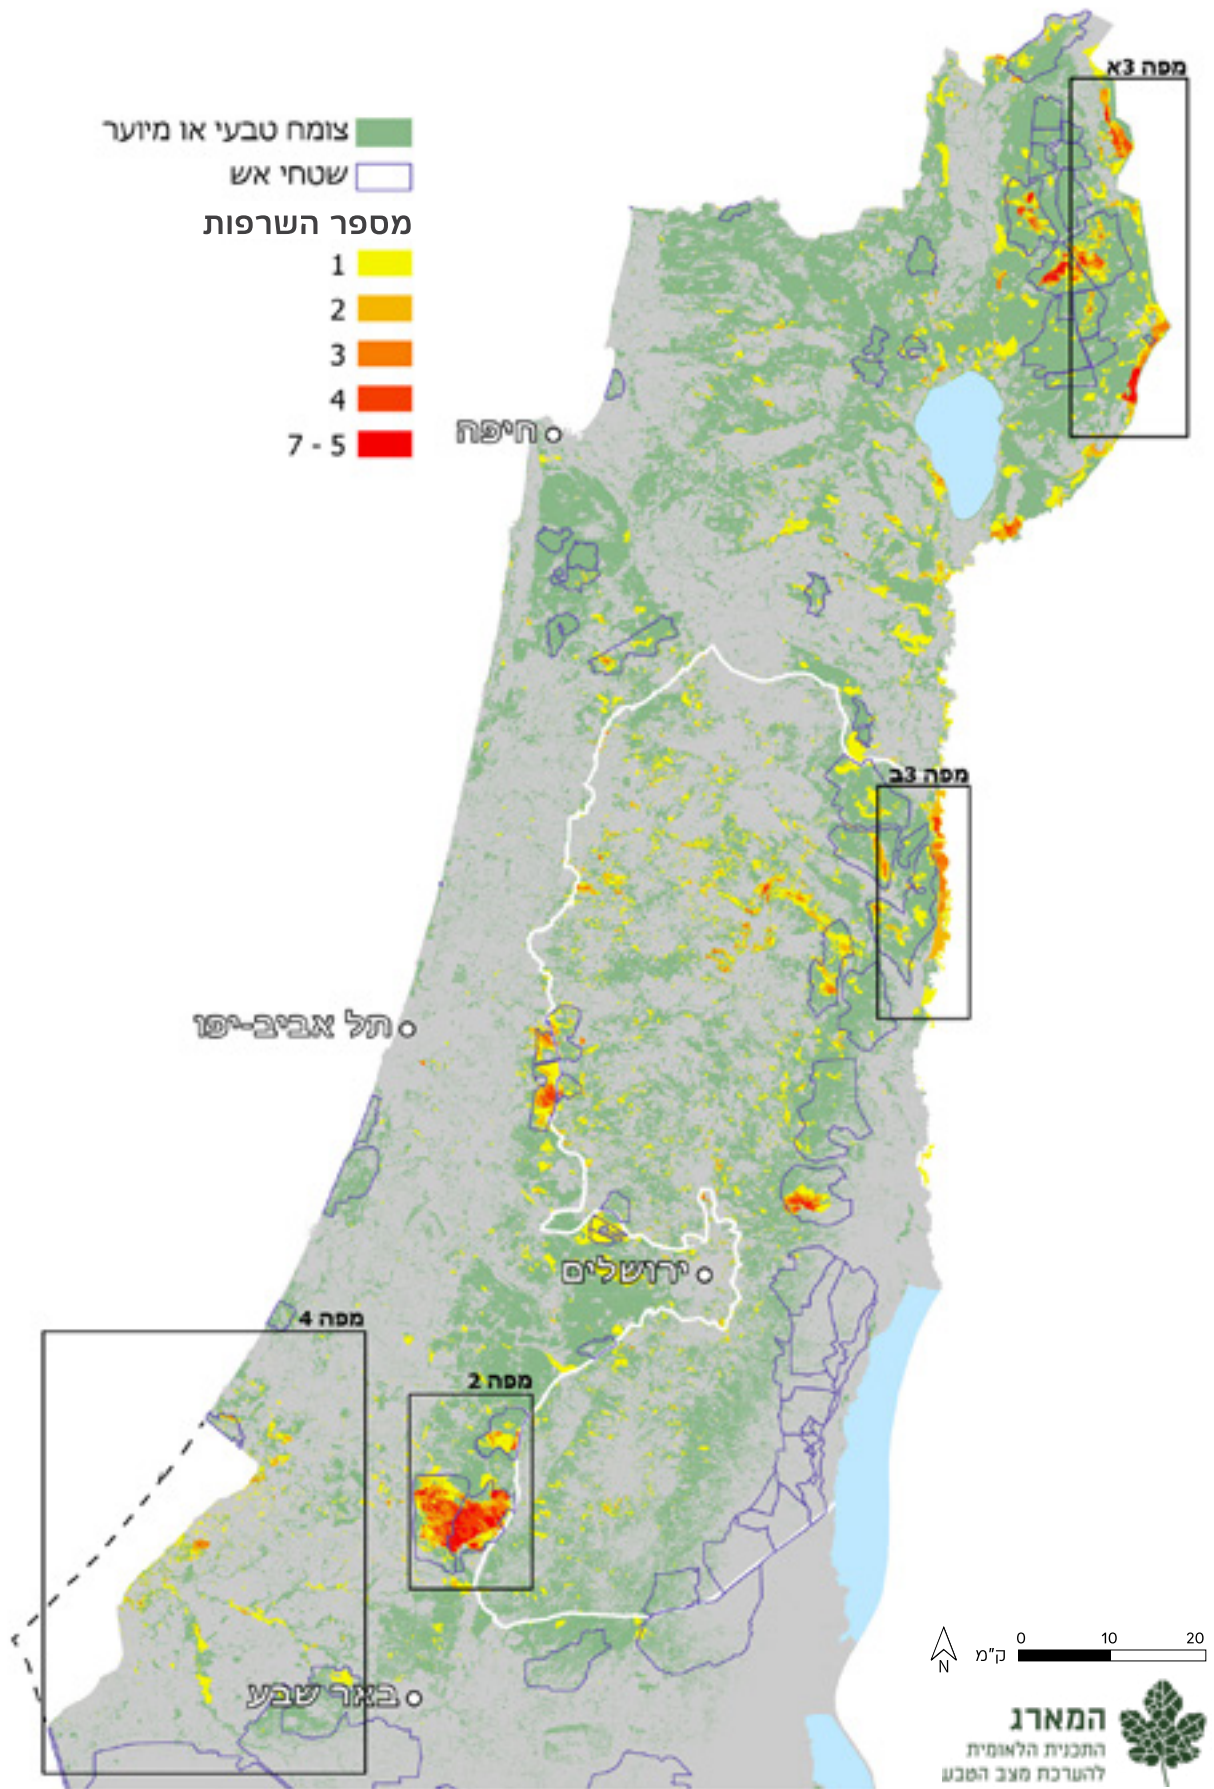 מפה 3א
צומח טבעי או מיוער
שטחי אש
מספר השרפות
1
2
3
4
7 - 5
חיפה
מפה 3ב
תל אביב-יפו
ירושלים
מפה 4
מפה 2
באר שבע
0 10 20
ק"מ
N
המארג
התכנית הלאומית
להערכת מצב הטבע